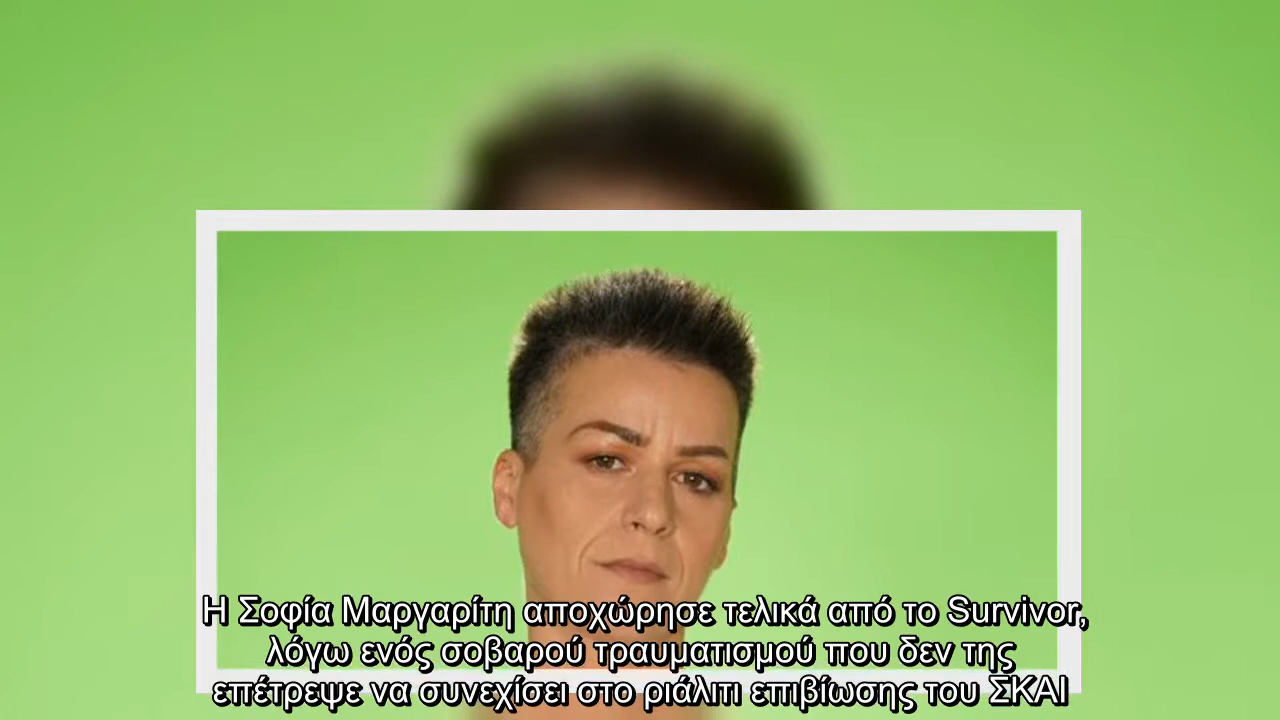 Η Σοφία Μαργαρίτη αποχώρησε τελικά από το Survivor,
λόγω ενός σοβαρού τραυματισμού που δεν της
επέτρεψε να συνεχίσει στο ριάλιτι επιβίωσης του ΣΚΑΙ